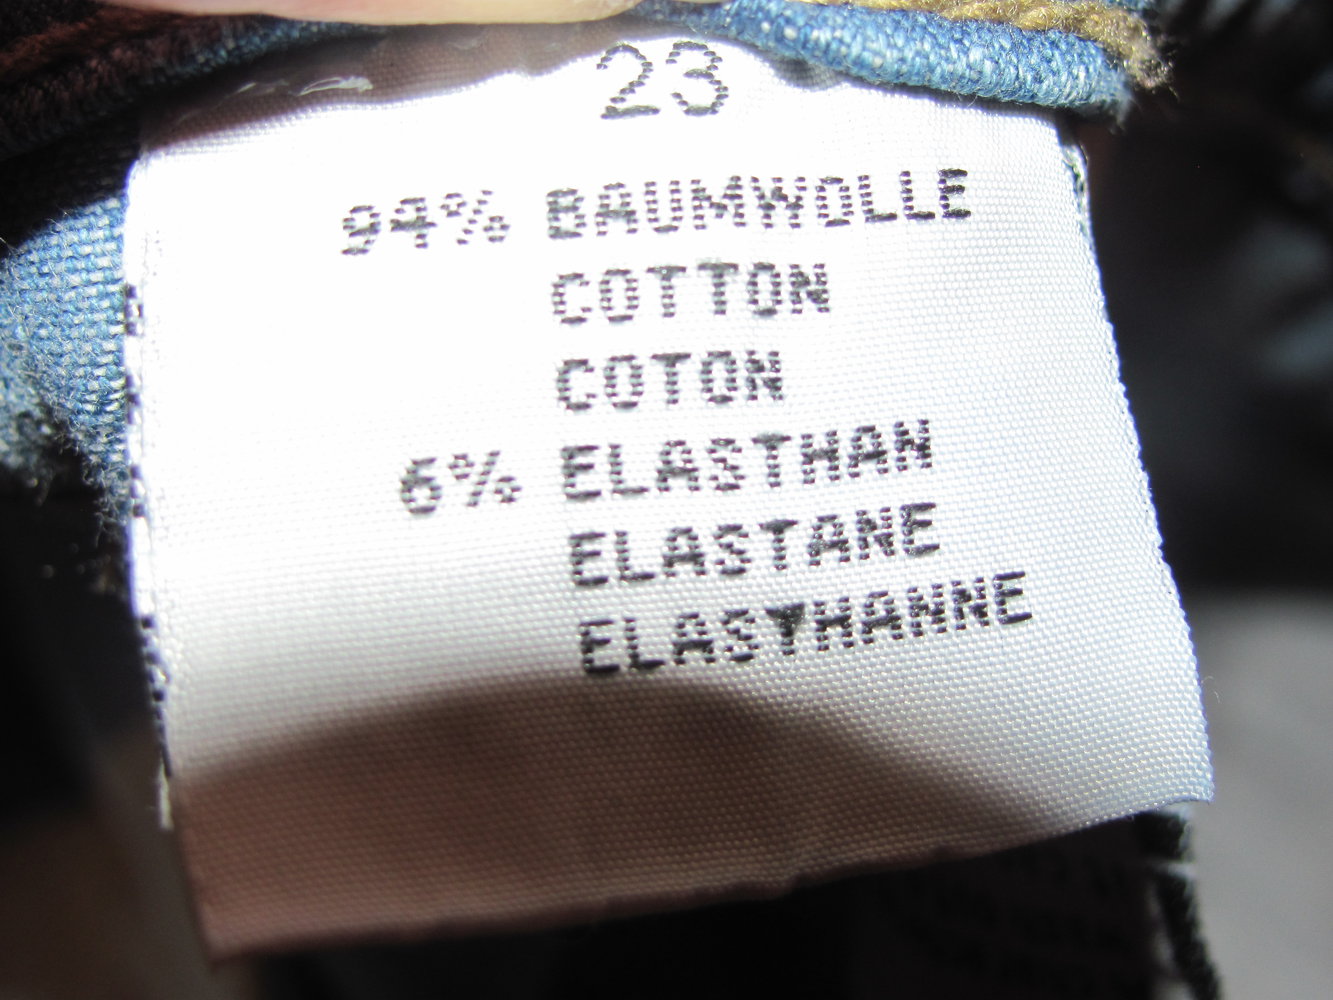 23
94% BAUMWOLLE
COTTON
COTON
6% ELASTHAN
ELASTANE
ELASTHANNE